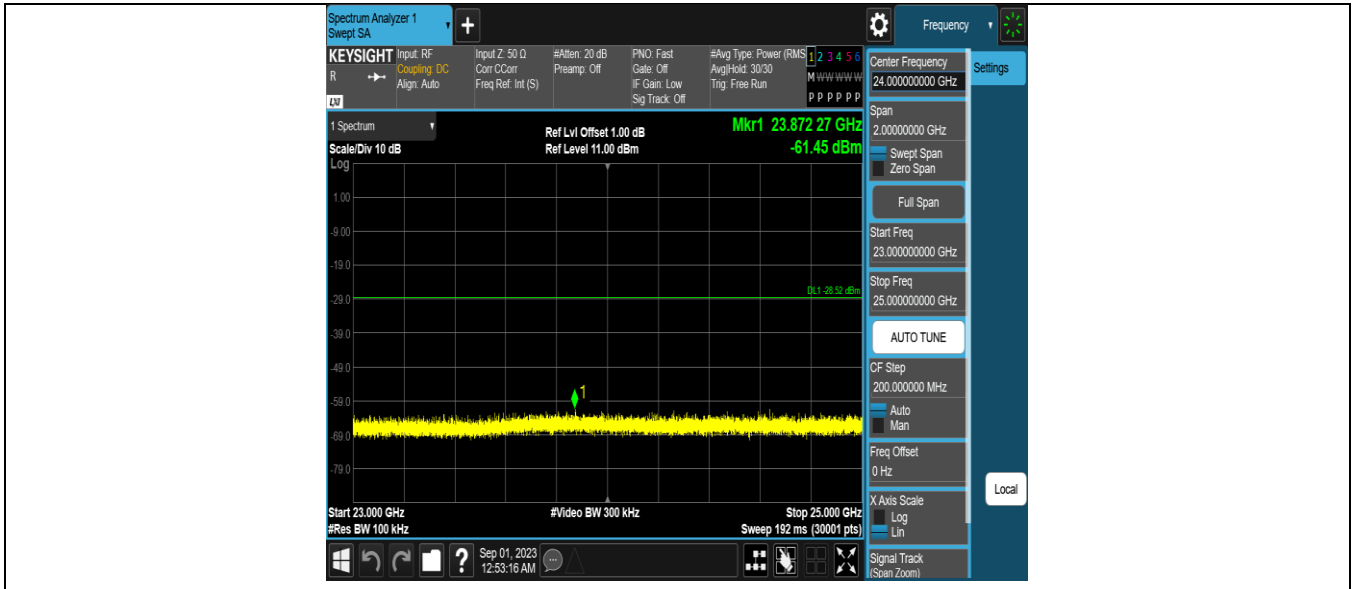 Spectrum Analyzer 1
Swept SA
+
Frequency
KEYSIGHT
R
LXI
Input: RF
Coupling: DC
Align: Auto
Input Z: 50 Ω
Corr CCorr
Freq Ref: Int (S)
#Atten: 20 dB
Preamp: Off
PNO: Fast
Gate: Off
IF Gain: Low
Sig Track: Off
#Avg Type: Power (RMS
Avg|Hold: 30/30
Trig: Free Run
1 2 3 4 5 6
M W W W W W
P P P P P P
1 Spectrum
Scale/Div 10 dB
Log
Ref Lvl Offset 1.00 dB
Ref Level 11.00 dBm
Mkr1 23.872 27 GHz
-61.45 dBm
1.00
-9.00
-19.0
-29.0
-39.0
-49.0
-59.0
-69.0
-79.0
DL1 -28.52 dBm
1
Start 23.000 GHz
#Video BW 300 kHz
Stop 25.000 GHz
#Res BW 100 kHz
Sweep 192 ms (30001 pts)
?
Sep 01, 2023
12:53:16 AM
Center Frequency
24.000000000 GHz
Settings
Span
2.00000000 GHz
Swept Span
Zero Span
Full Span
Start Freq
23.000000000 GHz
Stop Freq
25.000000000 GHz
AUTO TUNE
CF Step
200.000000 MHz
Auto
Man
Freq Offset
0 Hz
X Axis Scale
Log
Lin
Local
Signal Track
(Span Zoom)